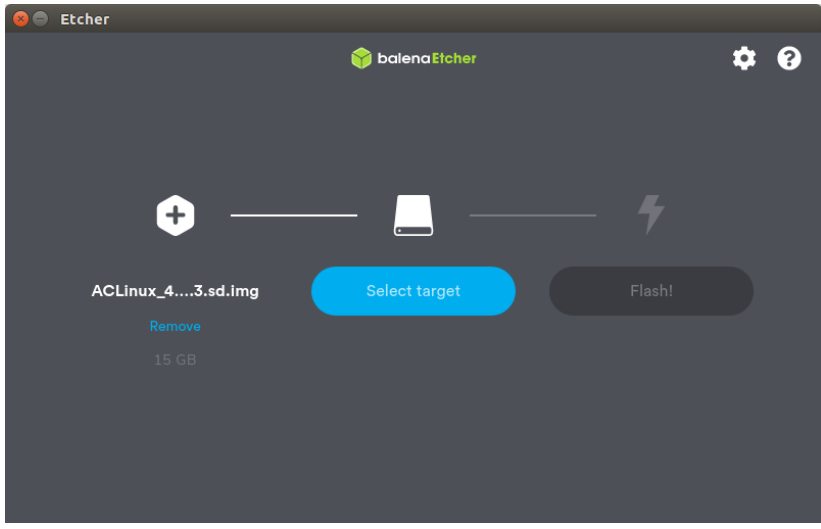 Etcher
balenaEtcher
ACLinux_4....3.sd.img
Select target
Flash!
Remove
15 GB